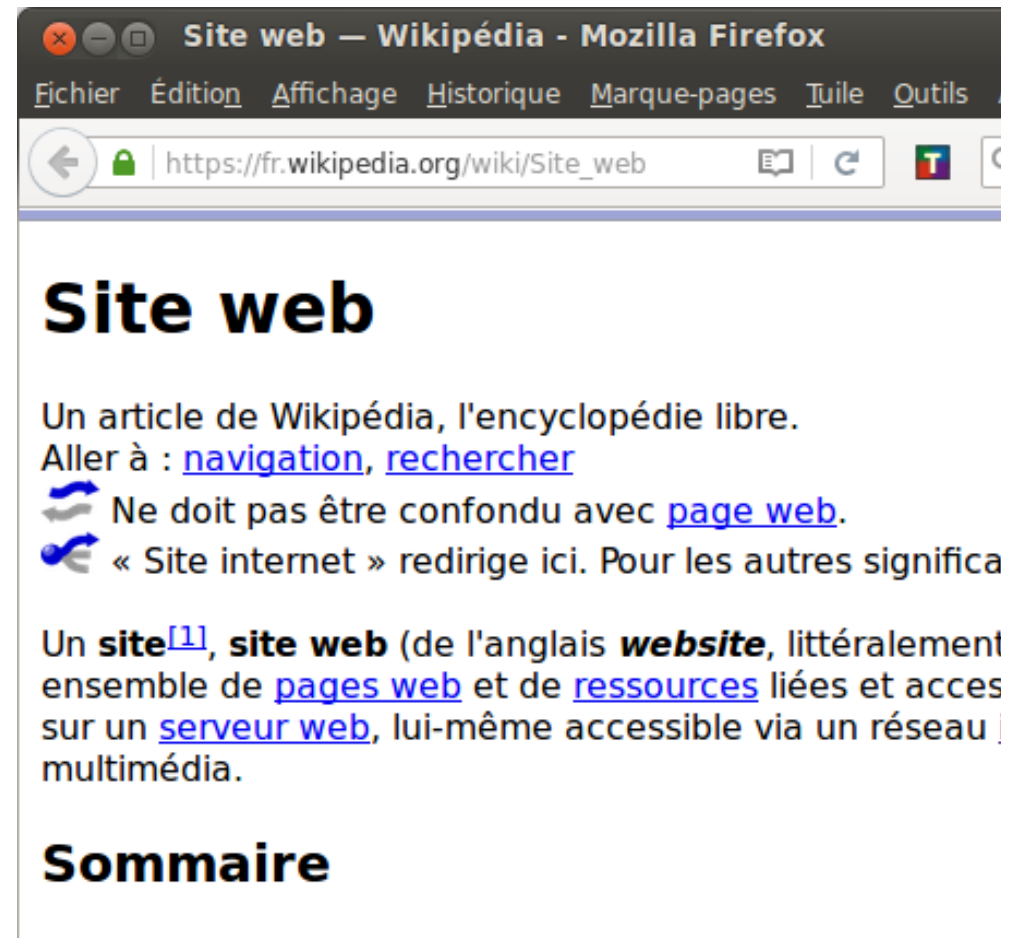 Site web — Wikipédia - Mozilla Firefox
Fichier Édition Affichage Historique Marque-pages Tuile Outils
https://fr.wikipedia.org/wiki/Site_web T
Site web
Un article de Wikipédia, l'encyclopédie libre.
Aller à : navigation, rechercher
Ne doit pas être confondu avec page web.
« Site internet » redirige ici. Pour les autres significa
Un site[1], site web (de l'anglais website, littéralement
ensemble de pages web et de ressources liées et acces
sur un serveur web, lui-même accessible via un réseau
multimédia.
Sommaire